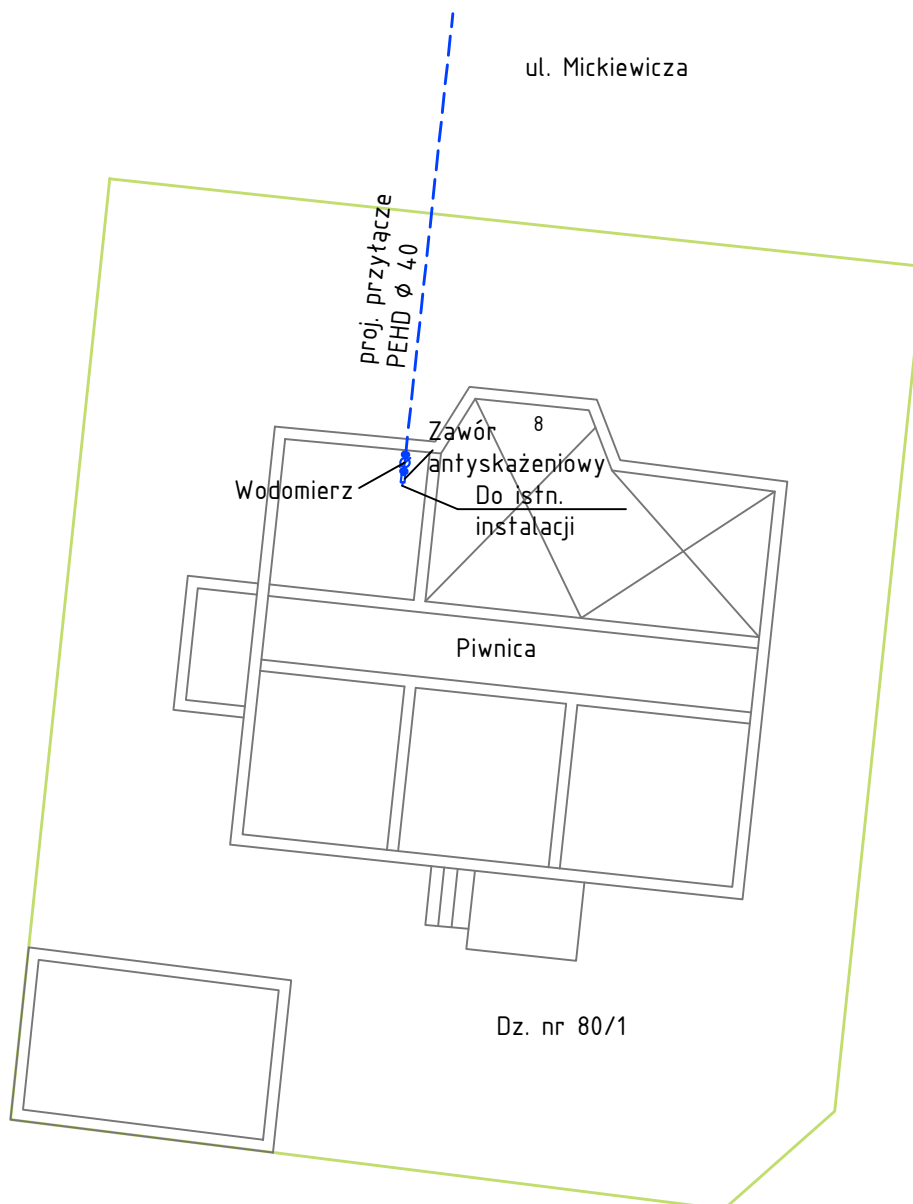 ul. Mickiewicza
proj. przyłącze
PEHD ϕ 40
8
Zawór
antyskażeniowy
Wodomierz
Do istn.
instalacji
Piwnica
Dz. nr 80/1